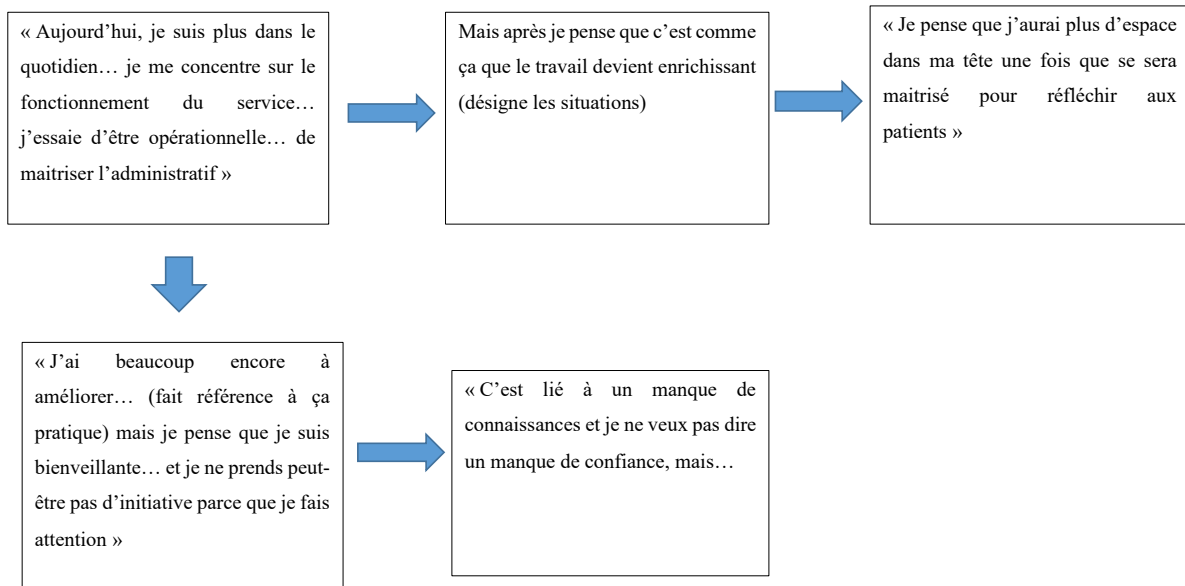 « Aujourd’hui, je suis plus dans le
quotidien… je me concentre sur le
fonctionnement du service…
j’essaie d’être opérationnelle… de
maitriser l’administratif »
Mais après je pense que c’est comme
ça que le travail devient enrichissant
(désigne les situations)
« Je pense que j’aurai plus d’espace
dans ma tête une fois que se sera
maitrisé pour réfléchir aux
patients »
« J’ai beaucoup encore à
améliorer… (fait référence à ça
pratique) mais je pense que je suis
bienveillante… et je ne prends peut-
être pas d’initiative parce que je fais
attention »
« C’est lié à un manque de
connaissances et je ne veux pas dire
un manque de confiance, mais…